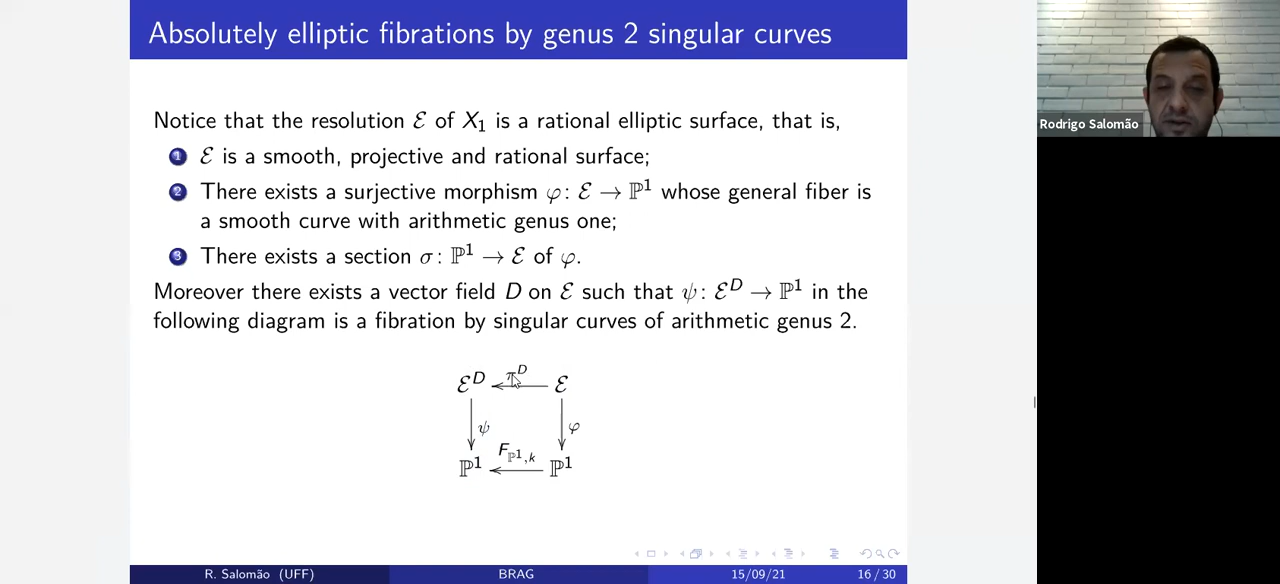 Absolutely elliptic fibrations by genus 2 singular curves
Notice that the resolution ℰ of X₁ is a rational elliptic surface, that is,
1 ℰ is a smooth, projective and rational surface;
2 There exists a surjective morphism φ: ℰ → ℙ¹ whose general fiber is
a smooth curve with arithmetic genus one;
3 There exists a section σ: ℙ¹ → ℰ of φ.
Moreover there exists a vector field D on ℰ such that ψ: ℰᴰ → ℙ¹ in the
following diagram is a fibration by singular curves of arithmetic genus 2.
ℰᴰ πᴰ ℰ
ψ φ
F_{ℙ¹,k}
ℙ¹ ℙ¹
R. Salomão (UFF) BRAG 15/09/21 16 / 30
Rodrigo Salomão